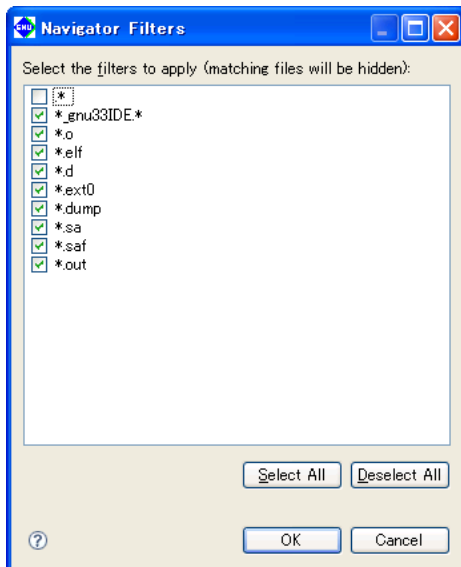 GNU Navigator Filters
Select the filters to apply (matching files will be hidden):
.*
*_gnu33IDE.*
*.o
*.elf
*.d
*.ext0
*.dump
*.sa
*.saf
*.out
Select All Deselect All
? OK Cancel